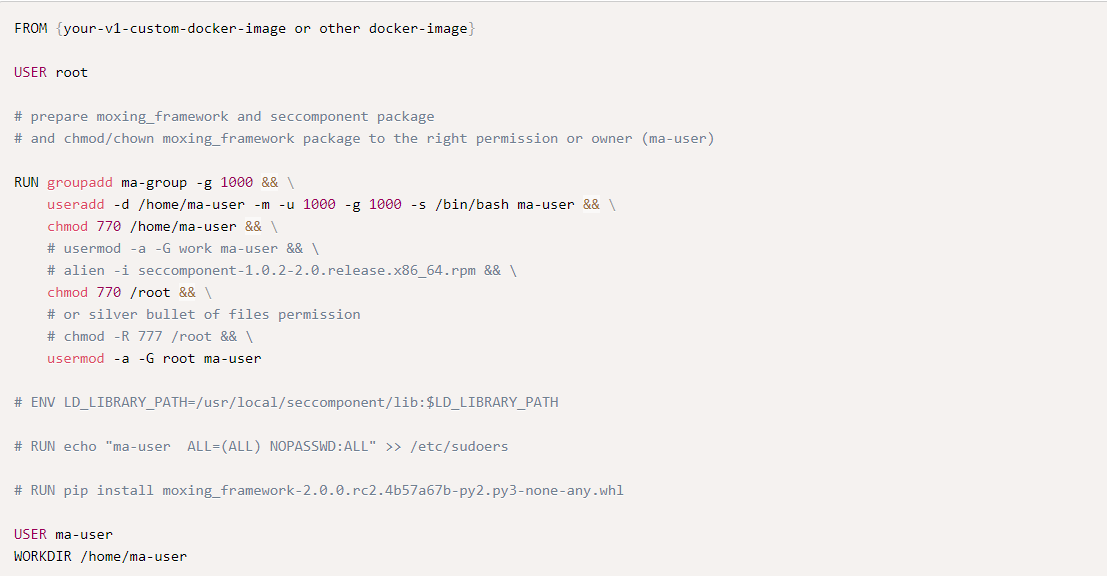 FROM {your-v1-custom-docker-image or other docker-image}
USER root
# prepare moxing_framework and seccomponent package
# and chmod/chown moxing_framework package to the right permission or owner (ma-user)
RUN groupadd ma-group -g 1000 && \
useradd -d /home/ma-user -m -u 1000 -g 1000 -s /bin/bash ma-user && \
chmod 770 /home/ma-user && \
# usermod -a -G work ma-user && \
# alien -i seccomponent-1.0.2-2.0.release.x86_64.rpm && \
chmod 770 /root && \
# or silver bullet of files permission
# chmod -R 777 /root && \
usermod -a -G root ma-user
# ENV LD_LIBRARY_PATH=/usr/local/seccomponent/lib:$LD_LIBRARY_PATH
# RUN echo "ma-user  ALL=(ALL) NOPASSWD:ALL" >> /etc/sudoers
# RUN pip install moxing_framework-2.0.0.rc2.4b57a67b-py2.py3-none-any.whl
USER ma-user
WORKDIR /home/ma-user